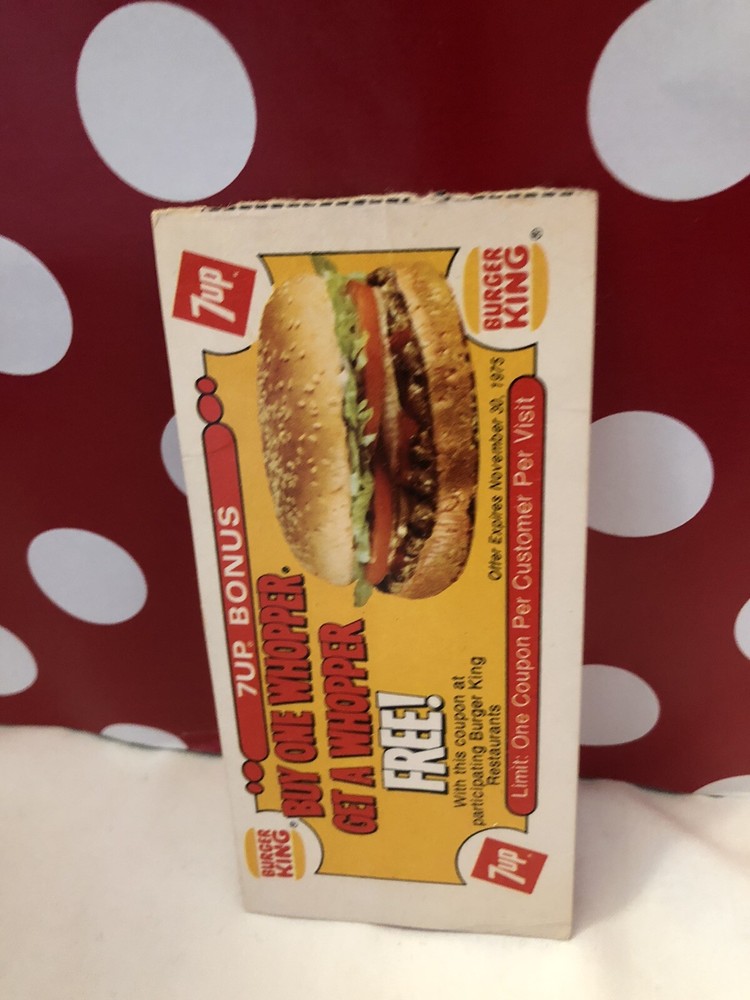 7up
BURGER
KING®
7UP. BONUS
BUY ONE WHOPPER®
GET A WHOPPER
FREE!
With this coupon at
participating Burger King
Restaurants
Offer Expires November 30, 1975
Limit: One Coupon Per Customer Per Visit
BURGER
KING®
7up